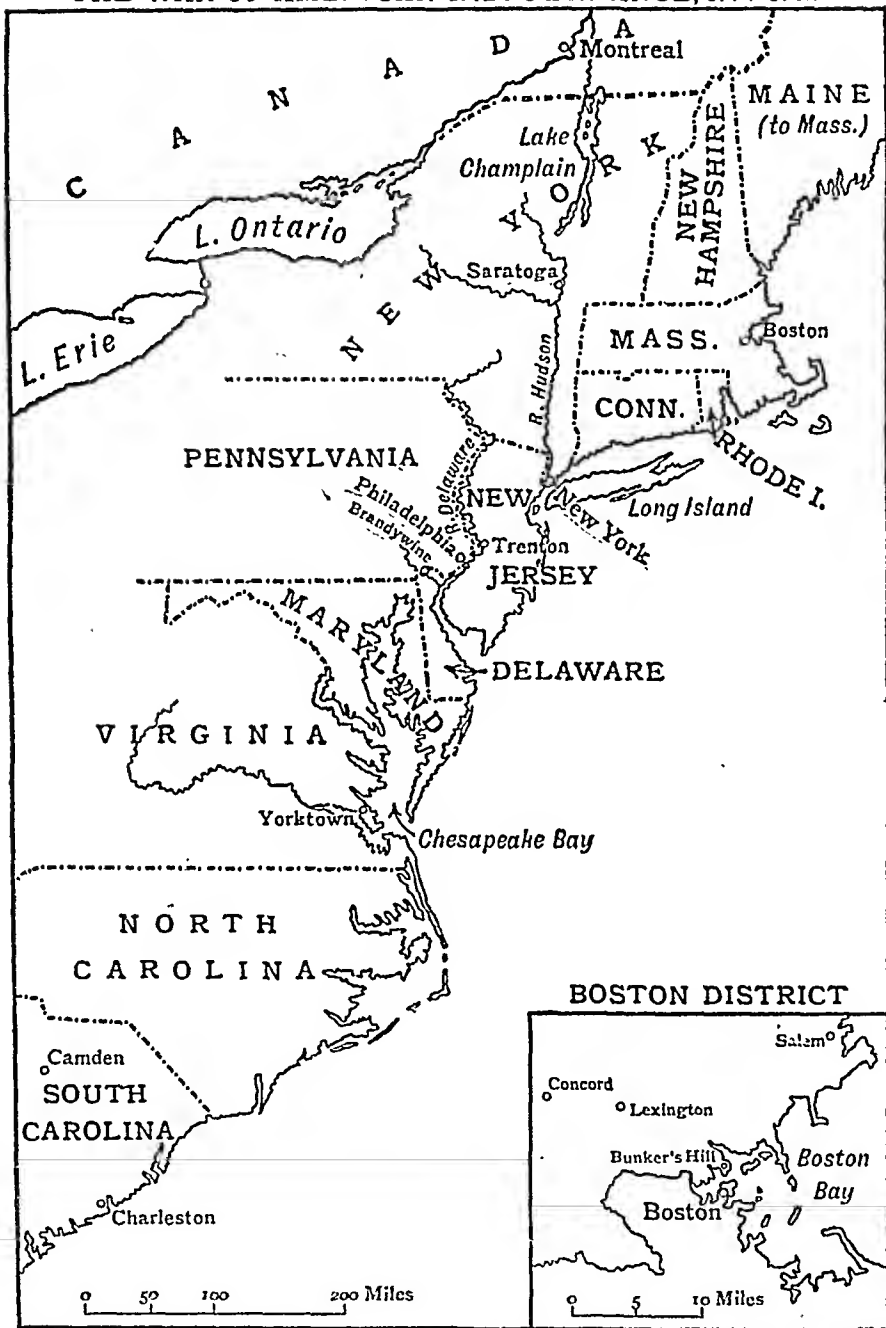 C A N A D A
Montreal
MAINE
(to Mass.)
Lake
Champlain
NEW
HAMPSHIRE
NEW YORK
L. Ontario
Saratoga
L. Erie
MASS.
Boston
R. Hudson
CONN.
RHODE I.
PENNSYLVANIA
R. Delaware
Philadelphia
Brandywine
NEW
JERSEY
New York
Long Island
Trenton
MARYLAND
DELAWARE
VIRGINIA
Yorktown
Chesapeake Bay
NORTH
CAROLINA
Camden
SOUTH
CAROLINA
Charleston
0 50 100 200 Miles
BOSTON DISTRICT
Salem
Concord
Lexington
Bunker's Hill
Boston
Bay
Boston
0 5 10 Miles